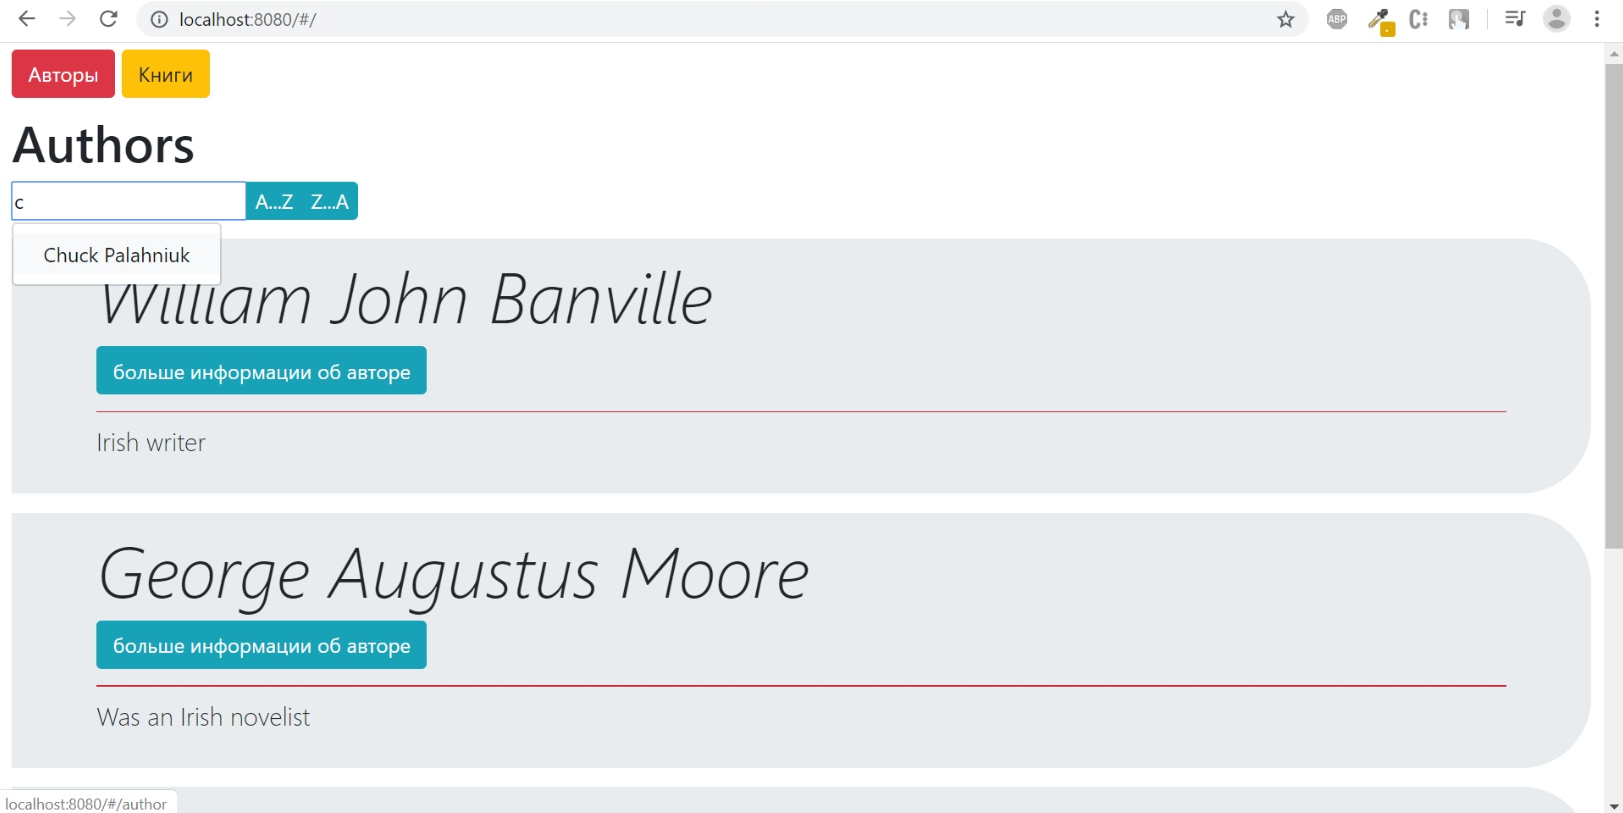 localhost:8080/#/
ABP
Авторы Книги
Authors
c A...Z Z...A
Chuck Palahniuk
William John Banville
больше информации об авторе
Irish writer
George Augustus Moore
больше информации об авторе
Was an Irish novelist
localhost:8080/#/author